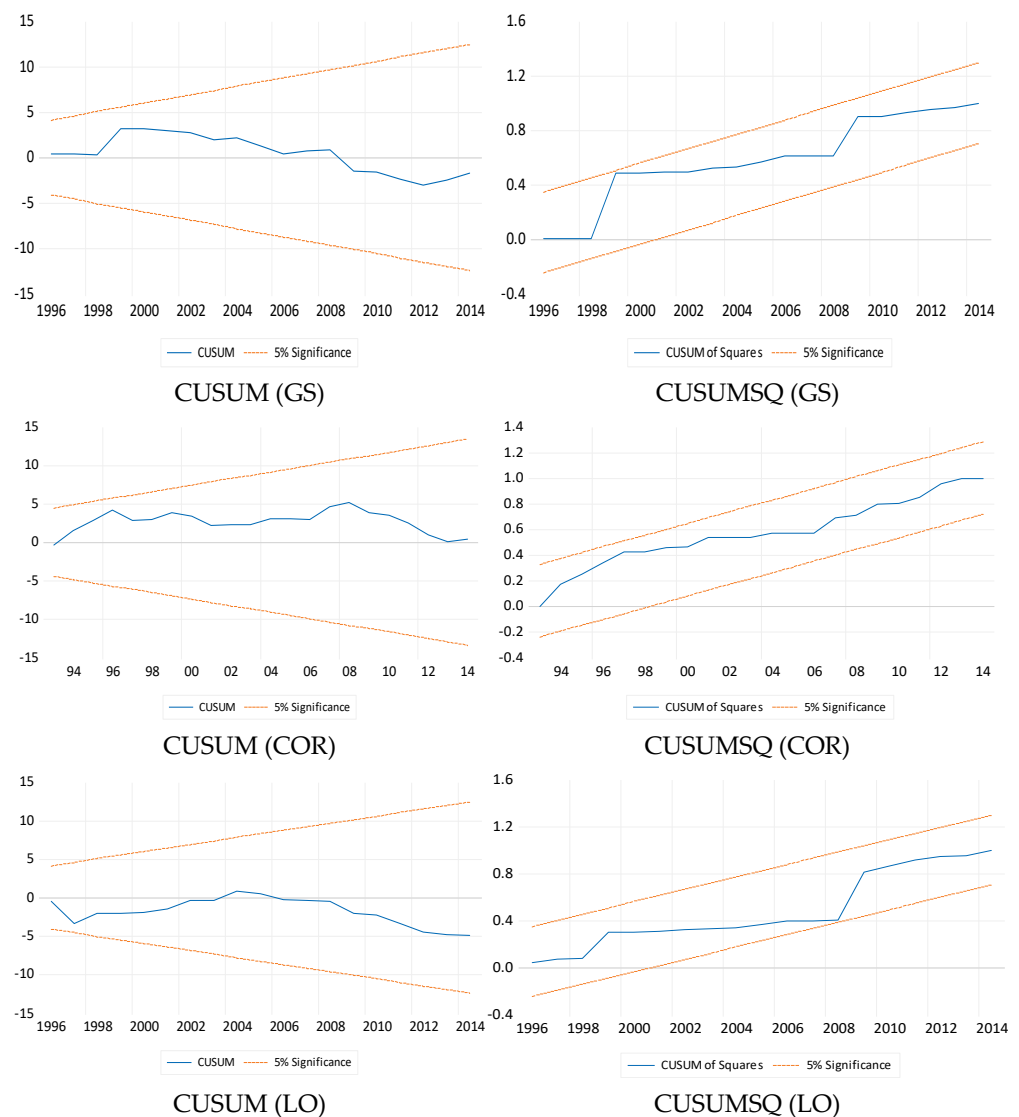 15
10
5
0
-5
-10
-15
1996 1998 2000 2002 2004 2006 2008 2010 2012 2014
CUSUM 5% Significance
CUSUM (GS)
1.6
1.2
0.8
0.4
0.0
-0.4
1996 1998 2000 2002 2004 2006 2008 2010 2012 2014
CUSUM of Squares 5% Significance
CUSUMSQ (GS)
15
10
5
0
-5
-10
-15
94 96 98 00 02 04 06 08 10 12 14
CUSUM 5% Significance
CUSUM (COR)
1.4
1.2
1.0
0.8
0.6
0.4
0.2
0.0
-0.2
-0.4
94 96 98 00 02 04 06 08 10 12 14
CUSUM of Squares 5% Significance
CUSUMSQ (COR)
15
10
5
0
-5
-10
-15
1996 1998 2000 2002 2004 2006 2008 2010 2012 2014
CUSUM 5% Significance
CUSUM (LO)
1.6
1.2
0.8
0.4
0.0
-0.4
1996 1998 2000 2002 2004 2006 2008 2010 2012 2014
CUSUM of Squares 5% Significance
CUSUMSQ (LO)